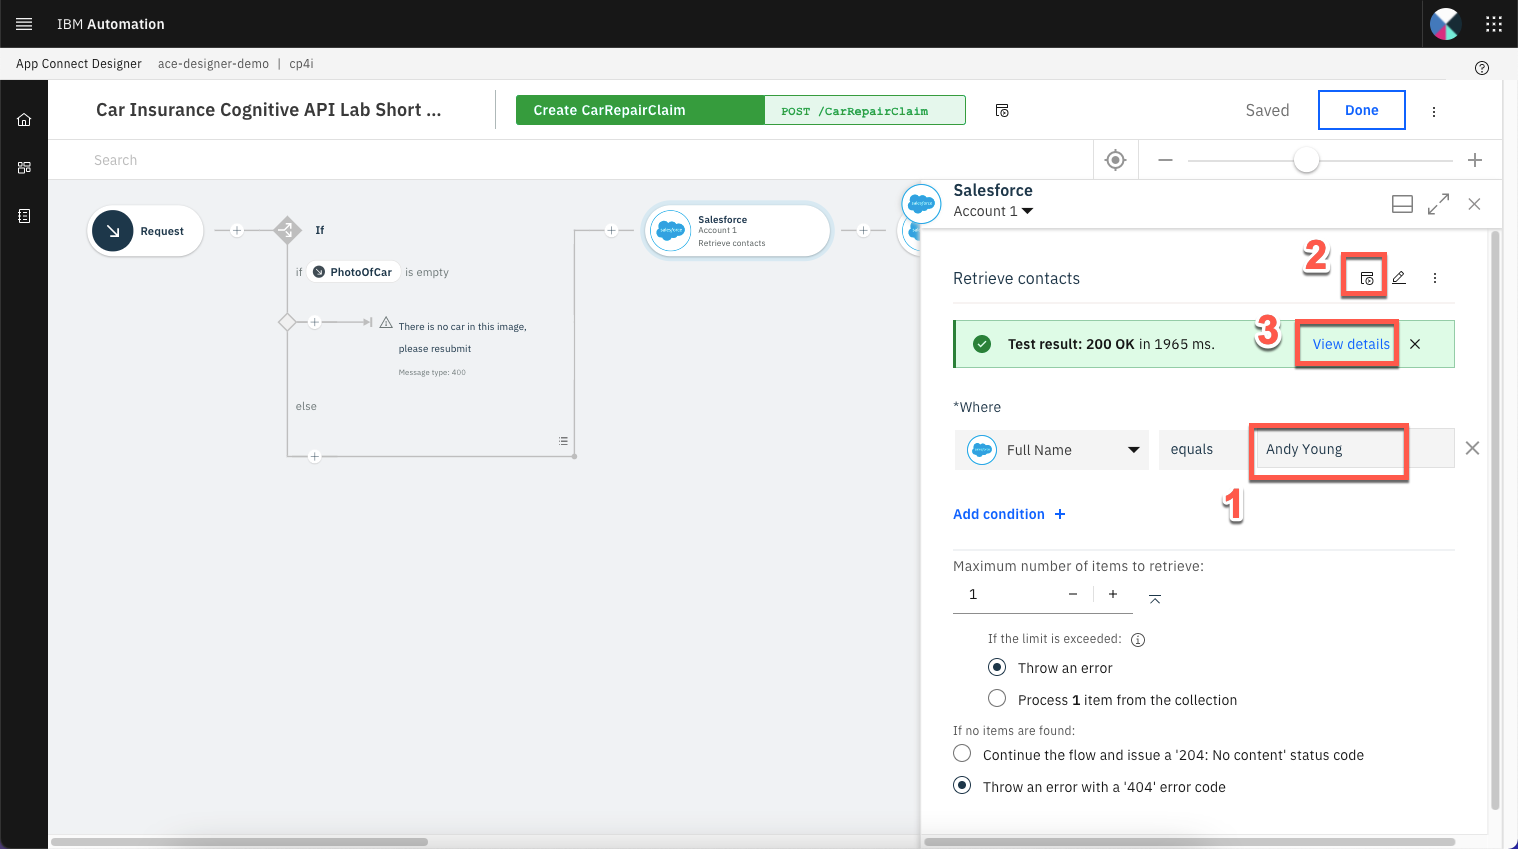 IBM Automation
App Connect Designer ace-designer-demo | cp4i
Car Insurance Cognitive API Lab Short ...
Create CarRepairClaim
POST /CarRepairClaim
Saved
Done
Search
Request
If
if PhotoOfCar is empty
There is no car in this image,
please resubmit
Message type: 400
else
Salesforce
Account 1
Retrieve contacts
Salesforce
Account 1
2
Retrieve contacts
3
Test result: 200 OK in 1965 ms.
View details
*Where
Full Name
equals
Andy Young
1
Add condition +
Maximum number of items to retrieve:
1
If the limit is exceeded:
Throw an error
Process 1 item from the collection
If no items are found:
Continue the flow and issue a '204: No content' status code
Throw an error with a '404' error code